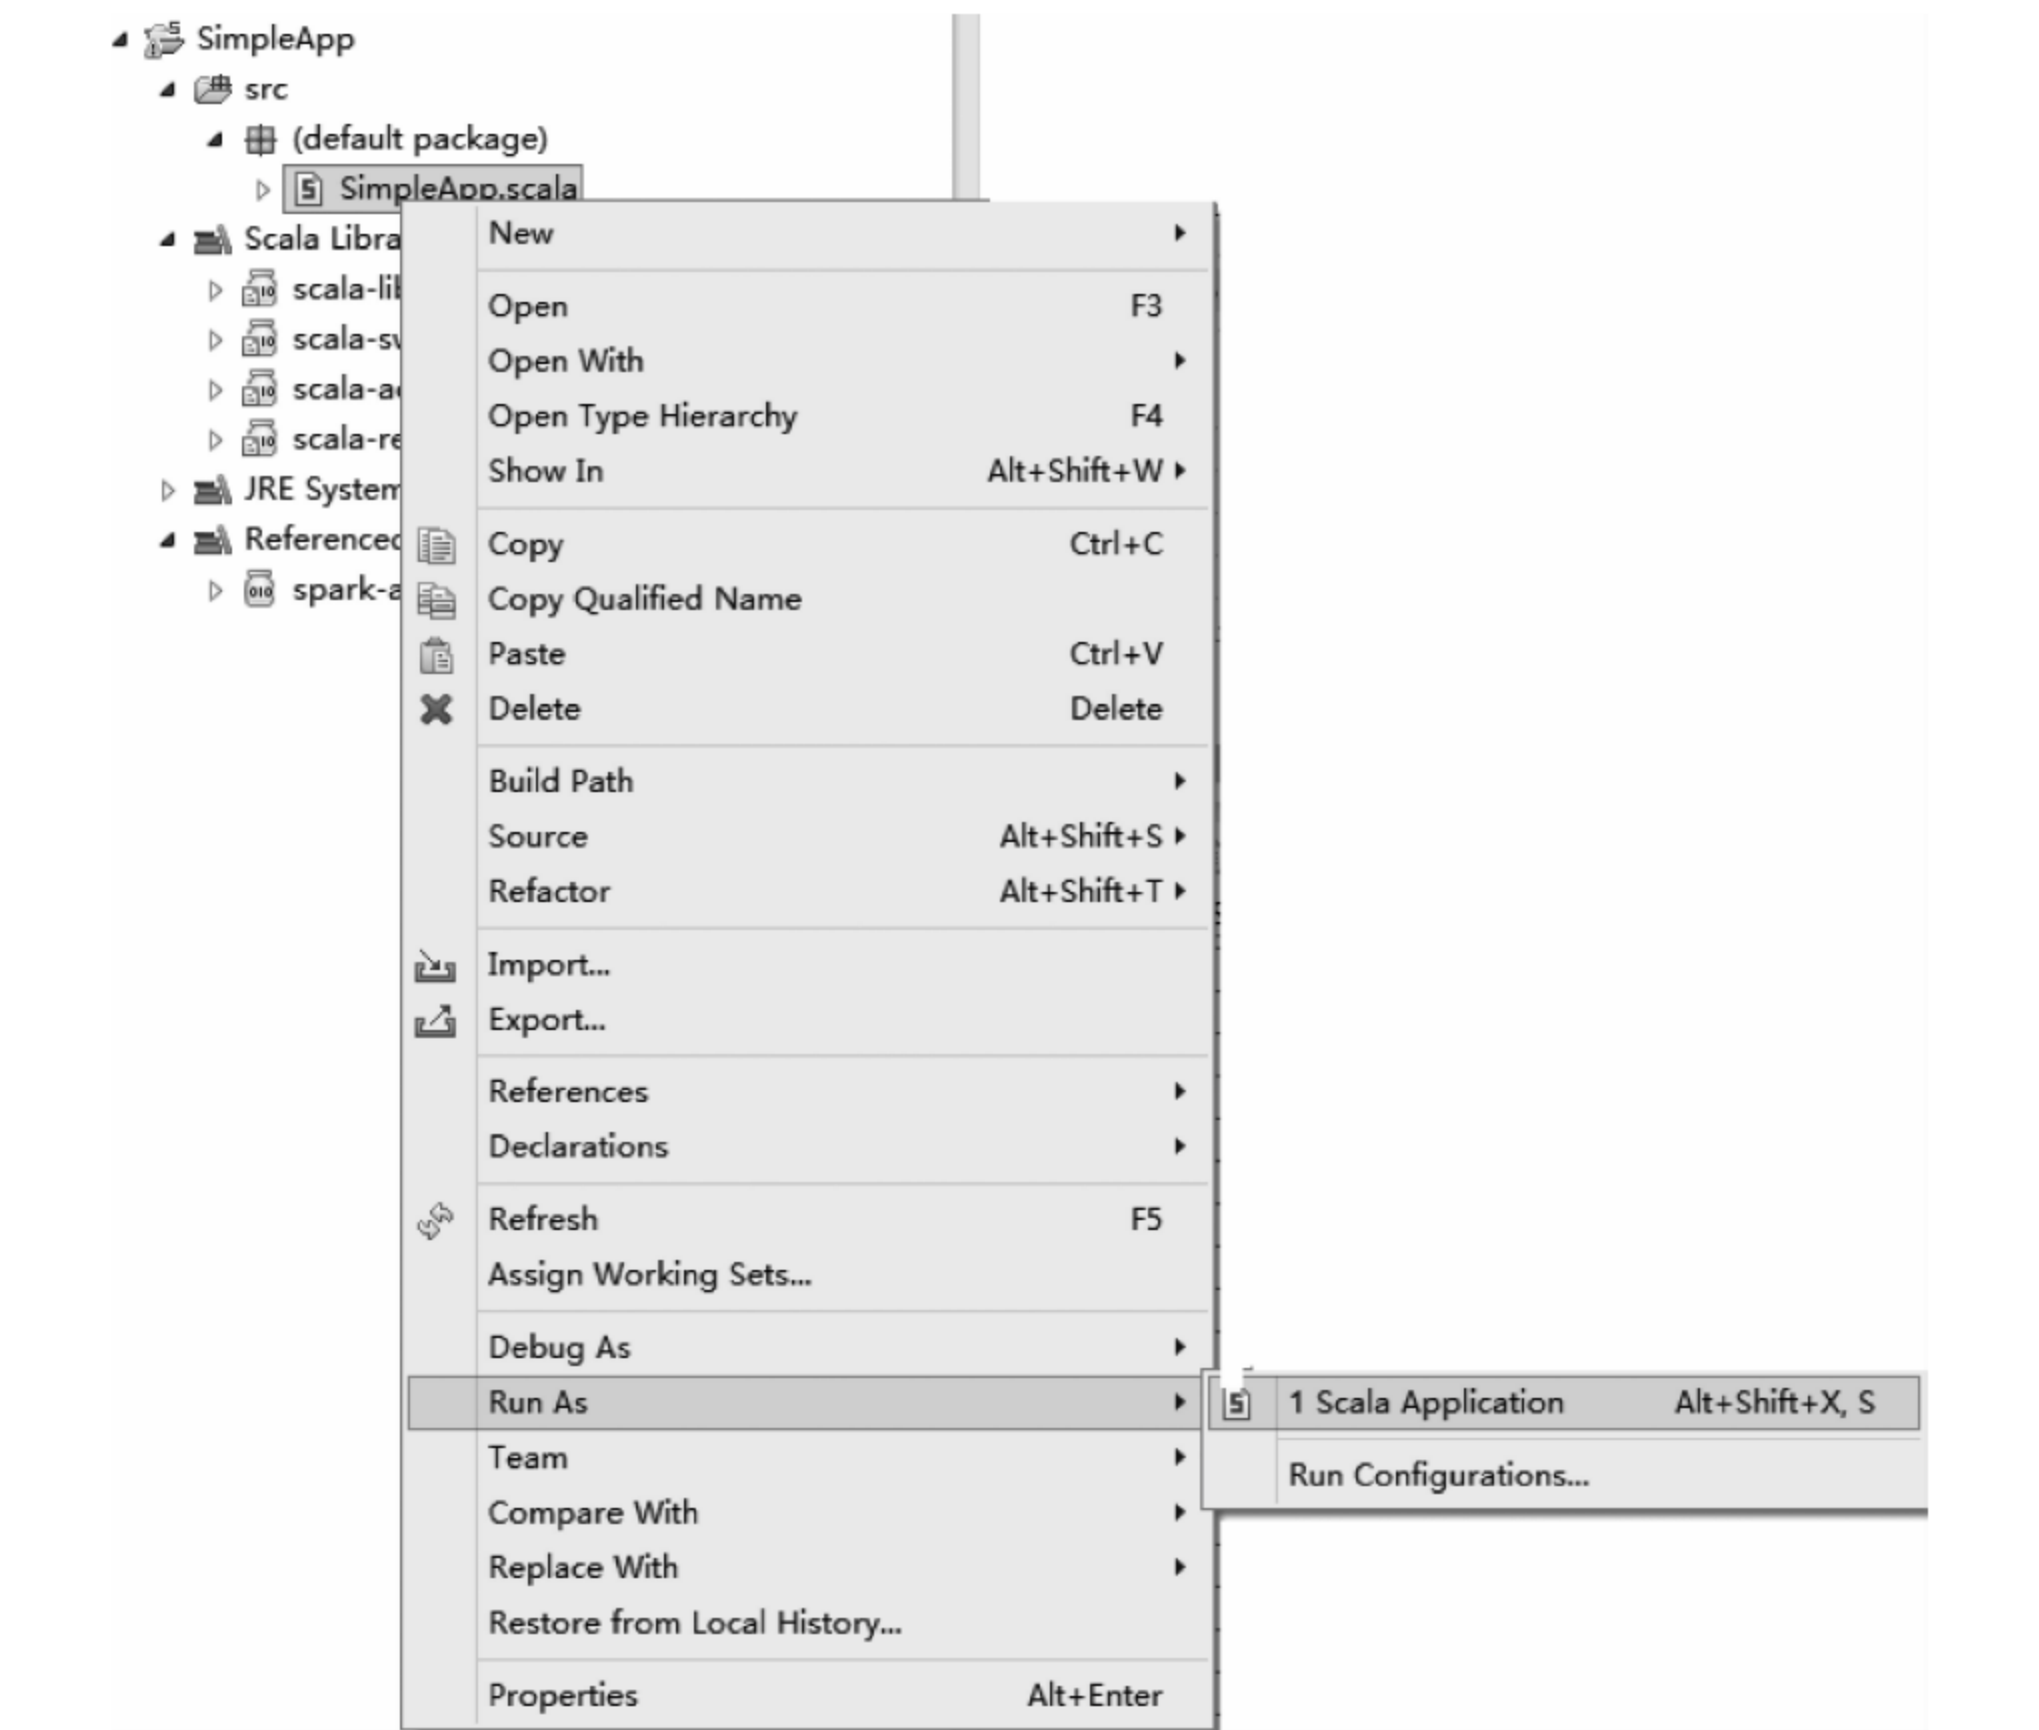 SimpleApp
src
(default package)
SimpleApp.scala
Scala Libra
scala-lib
scala-sw
scala-ac
scala-re
JRE System
Referenced
spark-a
New
Open F3
Open With
Open Type Hierarchy F4
Show In Alt+Shift+W
Copy Ctrl+C
Copy Qualified Name
Paste Ctrl+V
Delete Delete
Build Path
Source Alt+Shift+S
Refactor Alt+Shift+T
Import...
Export...
References
Declarations
Refresh F5
Assign Working Sets...
Debug As
Run As
1 Scala Application Alt+Shift+X, S
Run Configurations...
Team
Compare With
Replace With
Restore from Local History...
Properties Alt+Enter